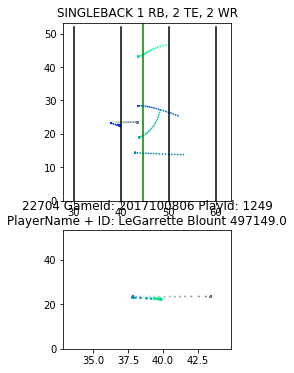 SINGLEBACK 1 RB, 2 TE, 2 WR
50
40
30
20
10
0
30 40 50 60
22704 GameId: 2017100806 PlayId: 1249
PlayerName + ID: LeGarrette Blount 497149.0
40
20
0
35.0 37.5 40.0 42.5